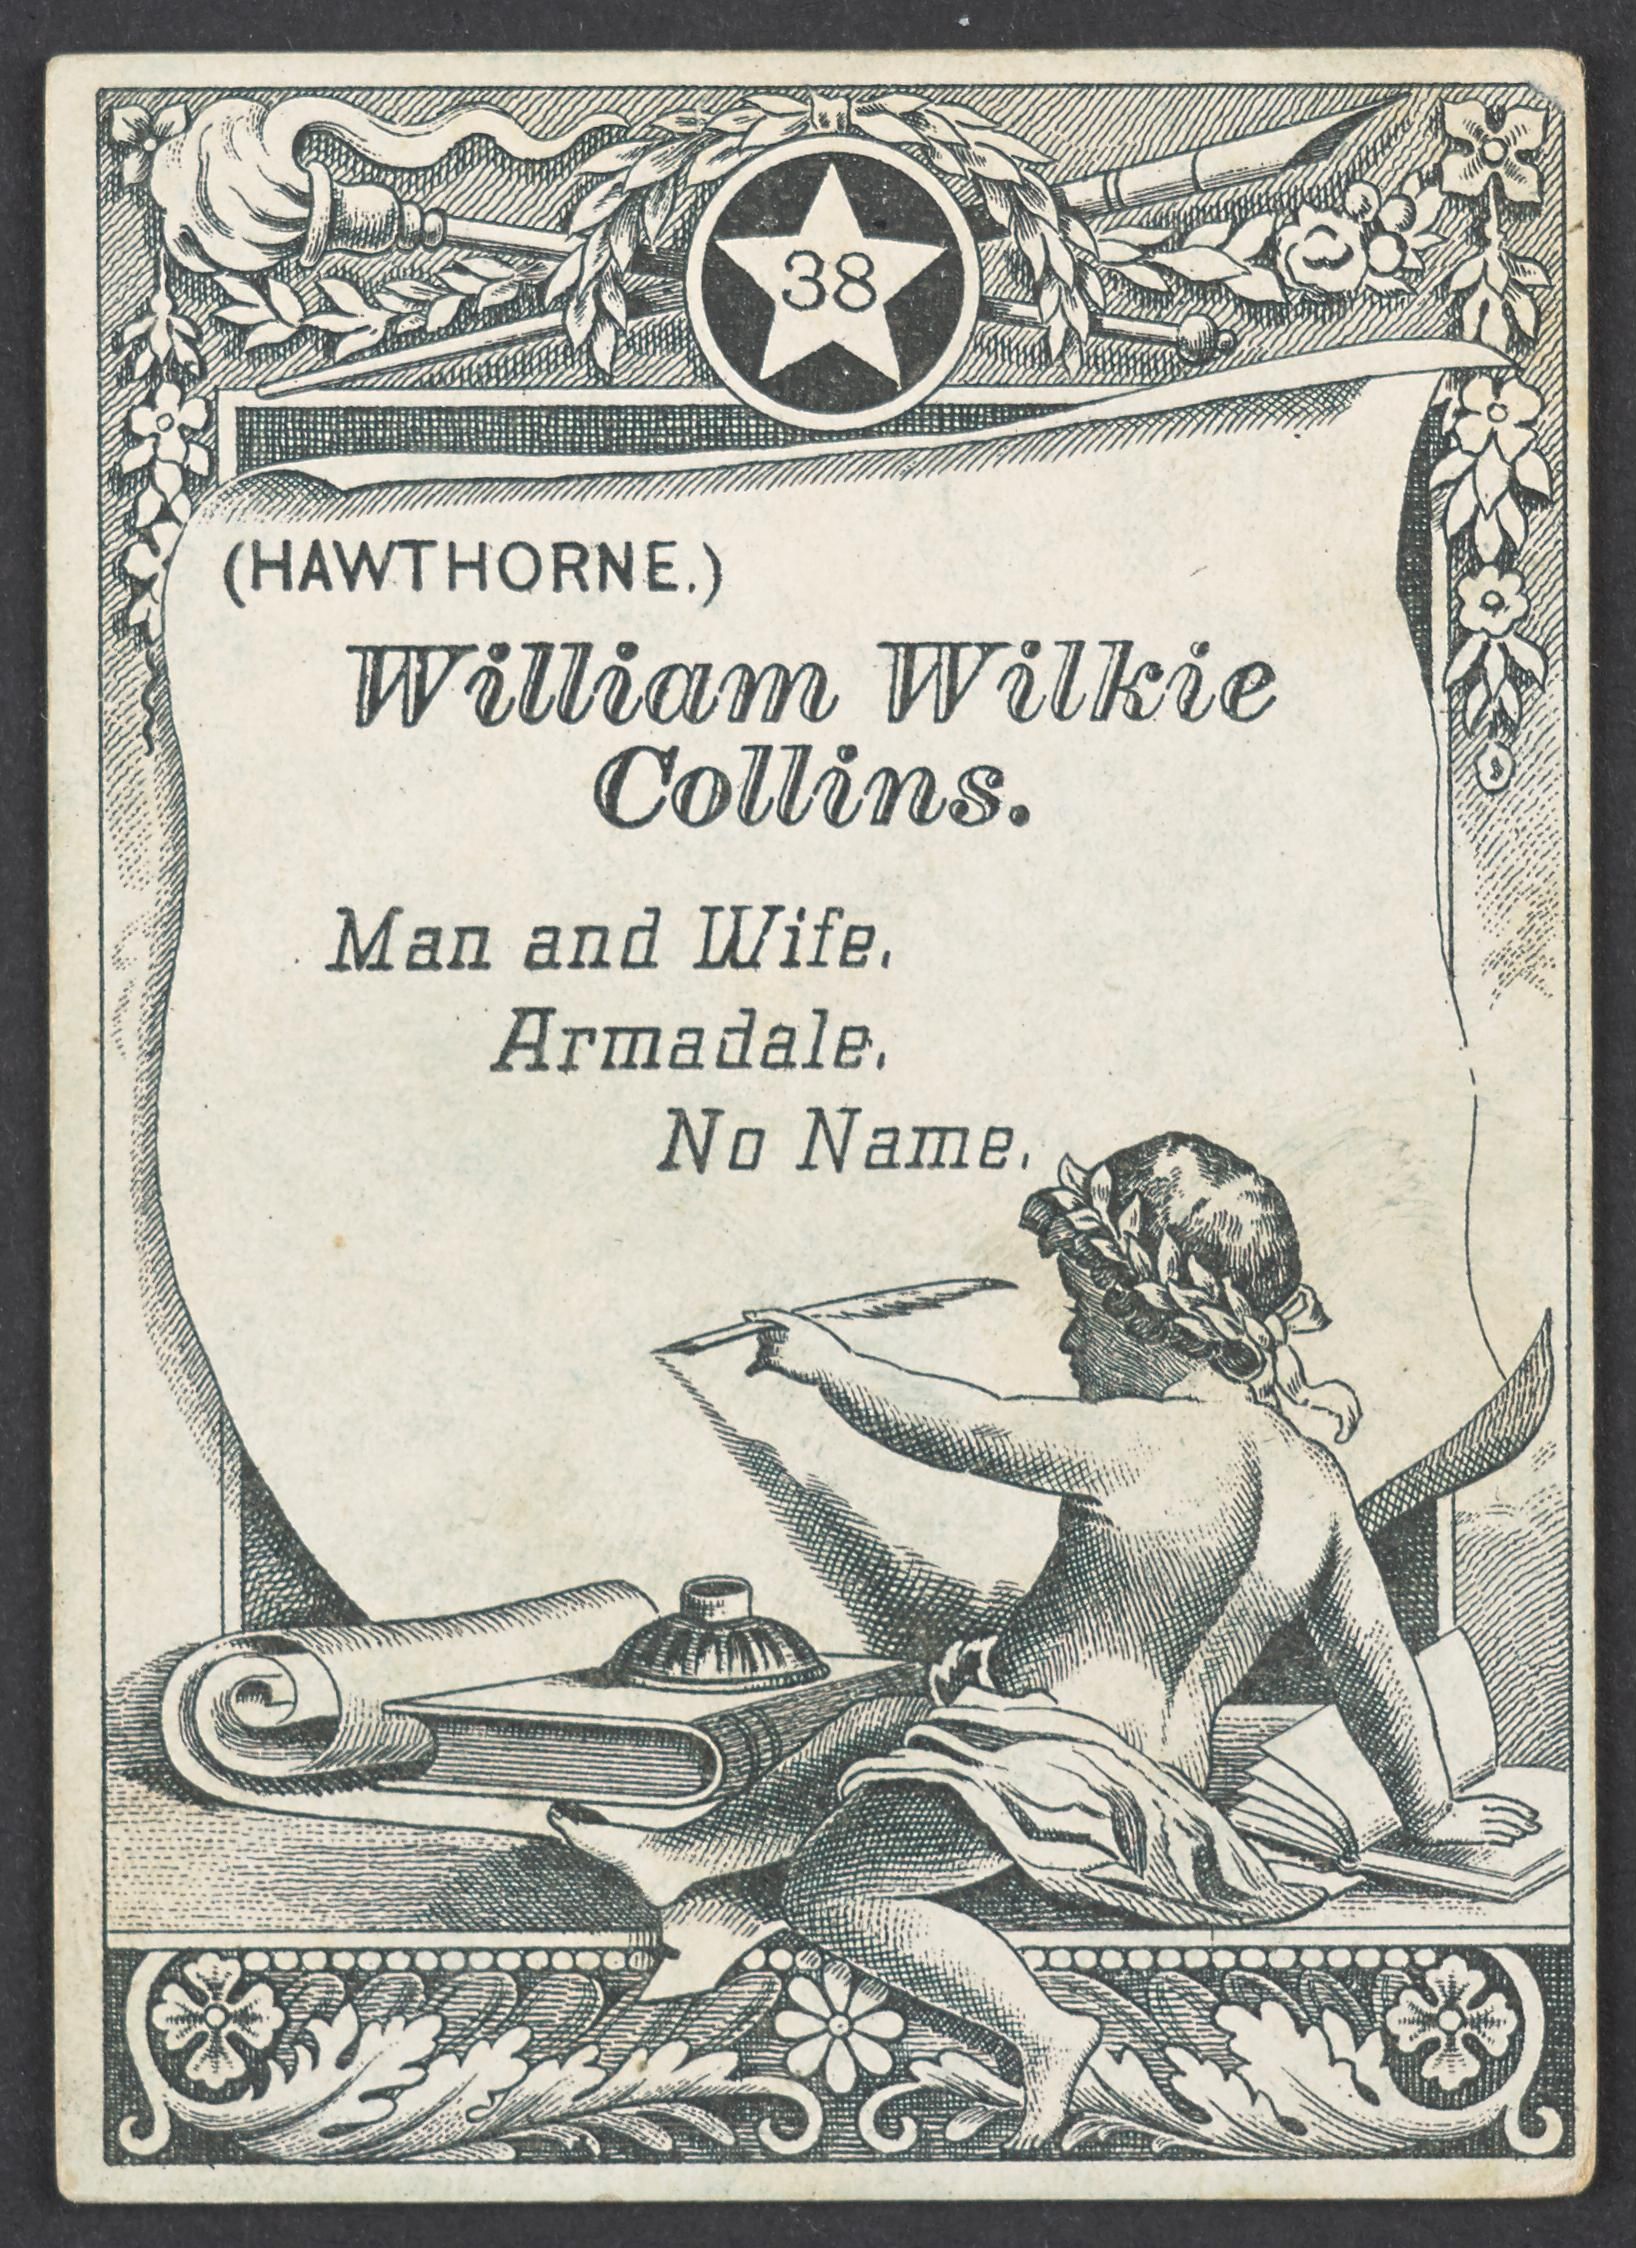 38
(HAWTHORNE.)
William Wilkie
Collins.
Man and Wife.
Armadale.
No Name.